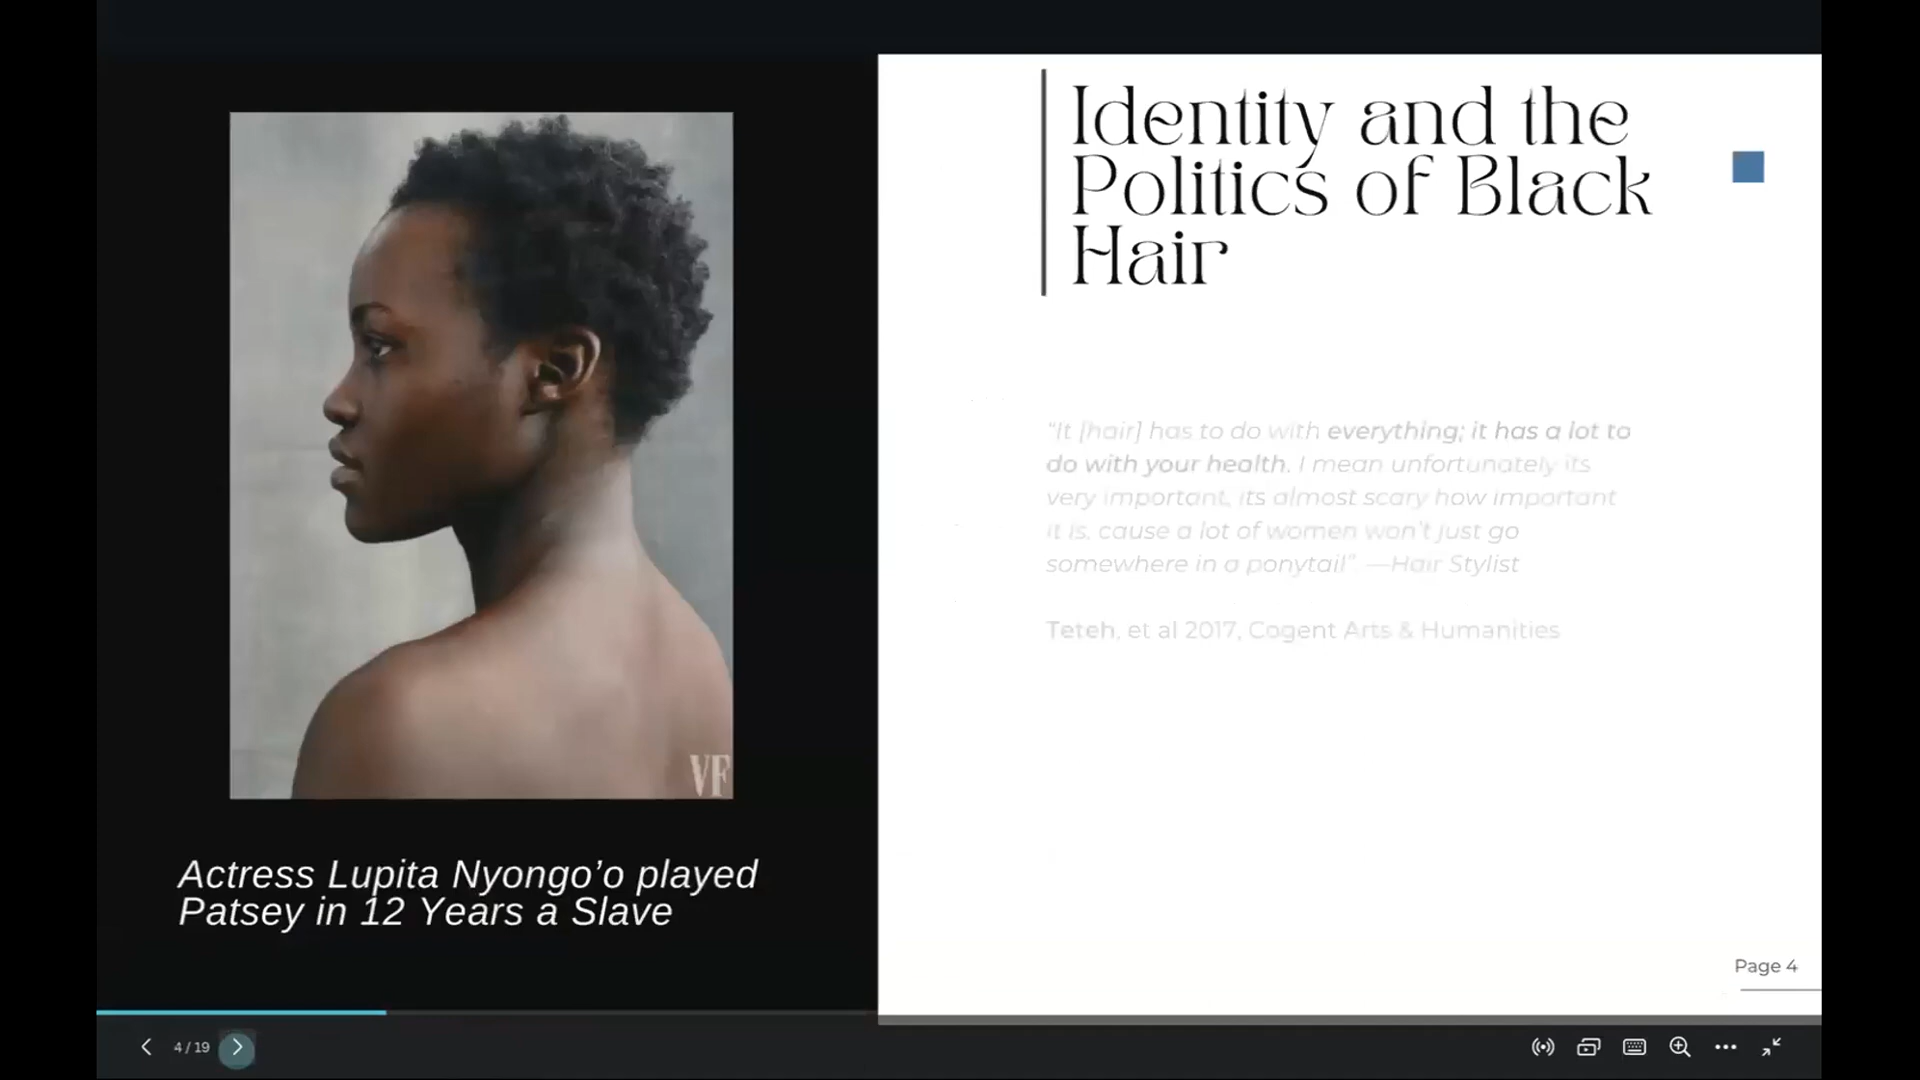 Identity and the
Politics of Black
Hair
"It [hair] has to do with everything; it has a lot to
do with your health. I mean unfortunately its
very important, its almost scary how important
it is, cause a lot of women won't just go
somewhere in a ponytail" —Hair Stylist
Teteh, et al 2017, Cogent Arts & Humanities
VF
Actress Lupita Nyongo'o played
Patsey in 12 Years a Slave
Page 4
4 / 19